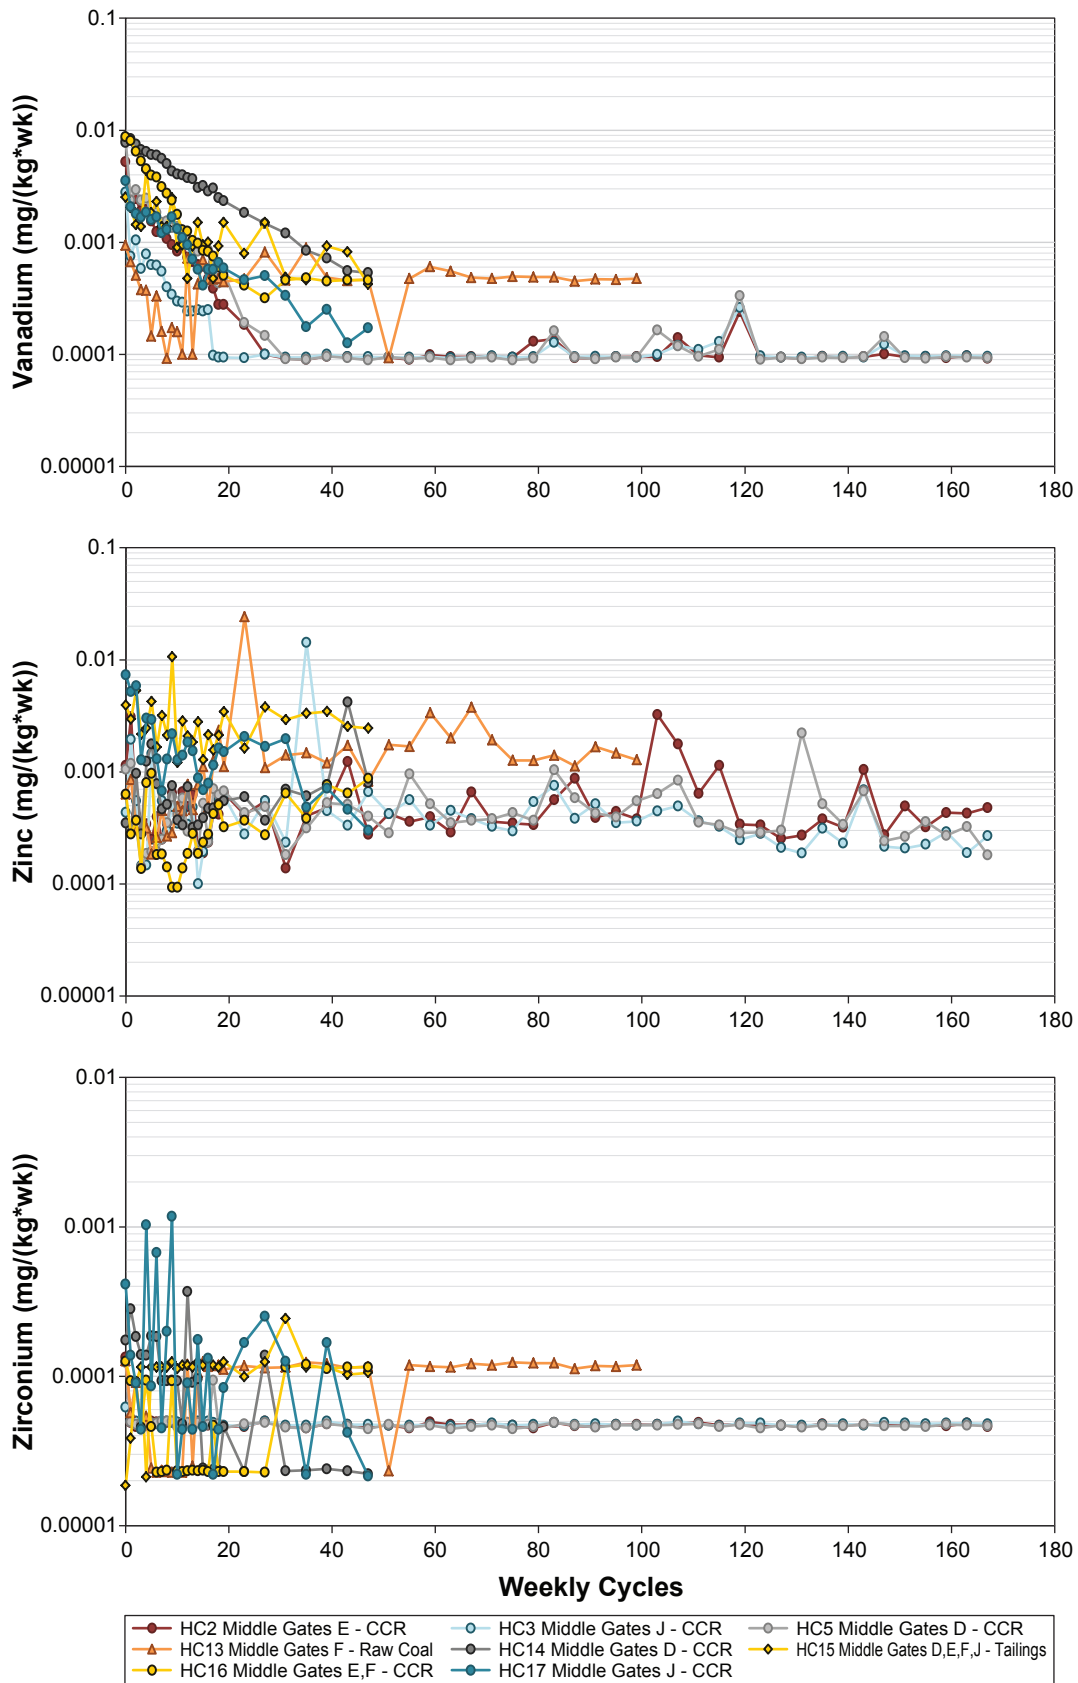 Vanadium (mg/(kg*wk))
0.1
0.01
0.001
0.0001
0.00001
0 20 40 60 80 100 120 140 160 180
Zinc (mg/(kg*wk))
0.1
0.01
0.001
0.0001
0.00001
0 20 40 60 80 100 120 140 160 180
Zirconium (mg/(kg*wk))
0.01
0.001
0.0001
0.00001
0 20 40 60 80 100 120 140 160 180
Weekly Cycles
HC2 Middle Gates E - CCR HC3 Middle Gates J - CCR HC5 Middle Gates D - CCR
HC13 Middle Gates F - Raw Coal HC14 Middle Gates D - CCR HC15 Middle Gates D,E,F,J - Tailings
HC16 Middle Gates E,F - CCR HC17 Middle Gates J - CCR